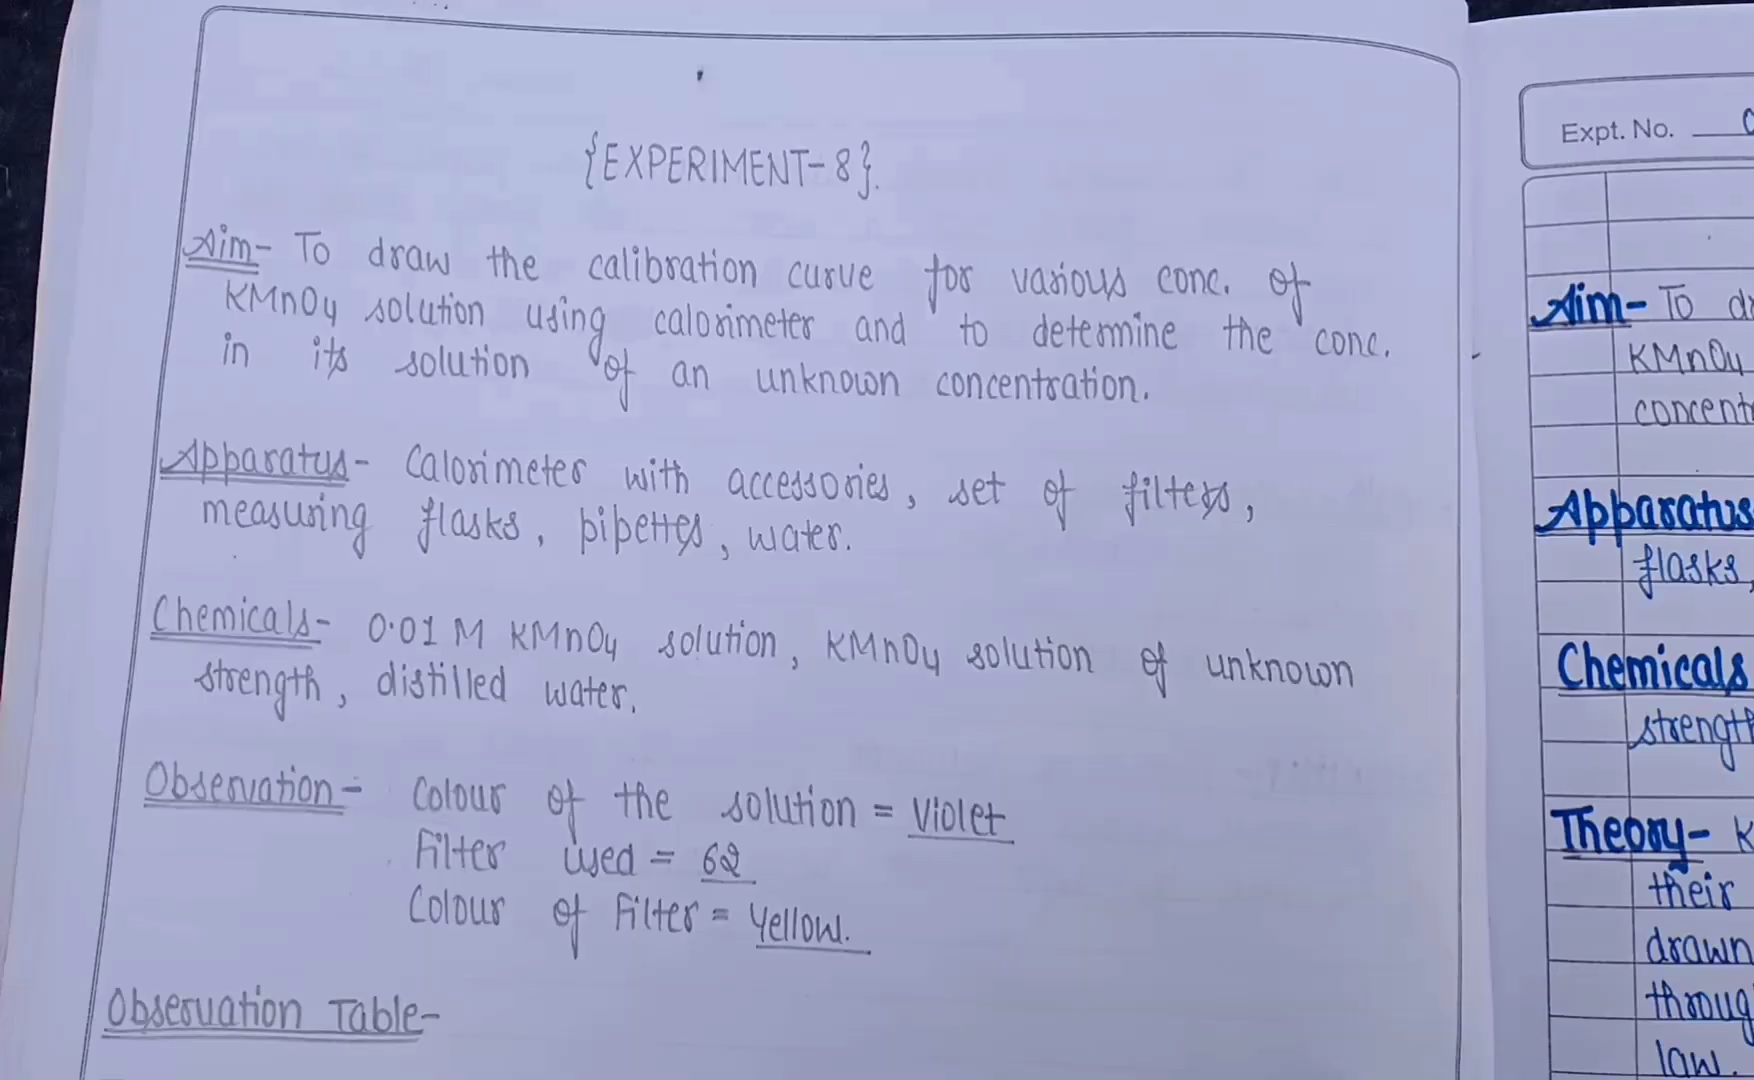 {EXPERIMENT-8}.
Aim- To draw the calibration curve for various conc. of
KMnO4 solution using calorimeter and to determine the conc.
in its solution of an unknown concentration.
Apparatus- Calorimeter with accessories, set of filters,
measuring flasks, pipettes, water.
Chemicals- 0.01 M KMnO4 solution, KMnO4 solution of unknown
strength, distilled water.
Observation- Colour of the solution = Violet
Filter used = 62
Colour of Filter = Yellow.
Observation Table-
Expt. No.
Aim- To
KMnO4
Apparatus
flasks,
Chemicals
Theory-
their
drawn
law.